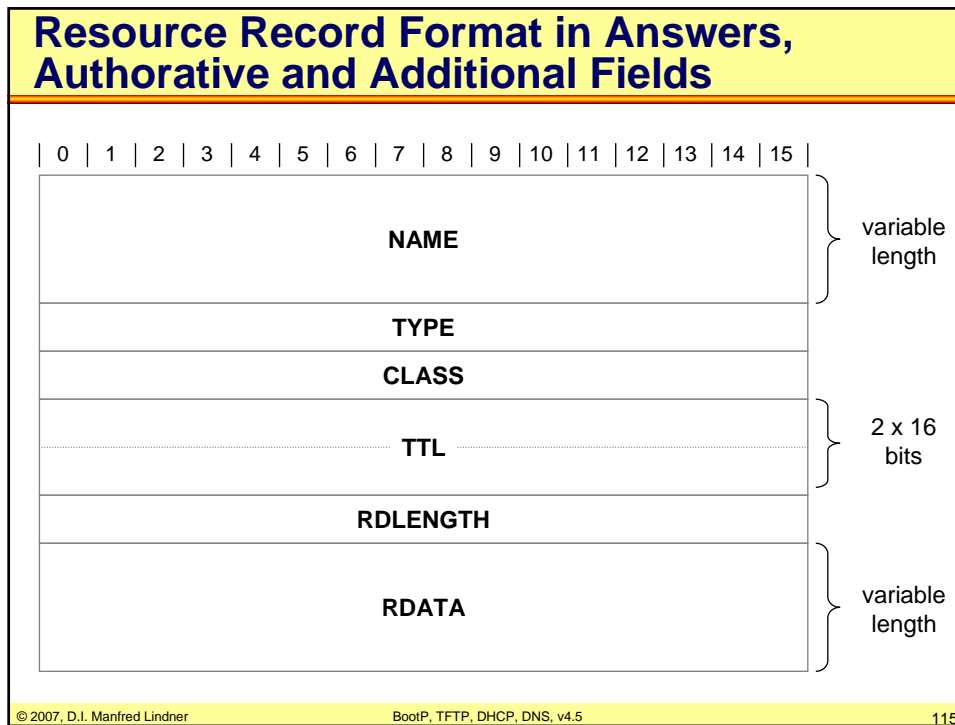 Resource Record Format in Answers,
Authorative and Additional Fields
| 0 | 1 | 2 | 3 | 4 | 5 | 6 | 7 | 8 | 9 | 10 | 11 | 12 | 13 | 14 | 15 |
NAME
variable
length
TYPE
CLASS
TTL
2 x 16
bits
RDLENGTH
RDATA
variable
length
© 2007, D.I. Manfred Lindner
BootP, TFTP, DHCP, DNS, v4.5
115